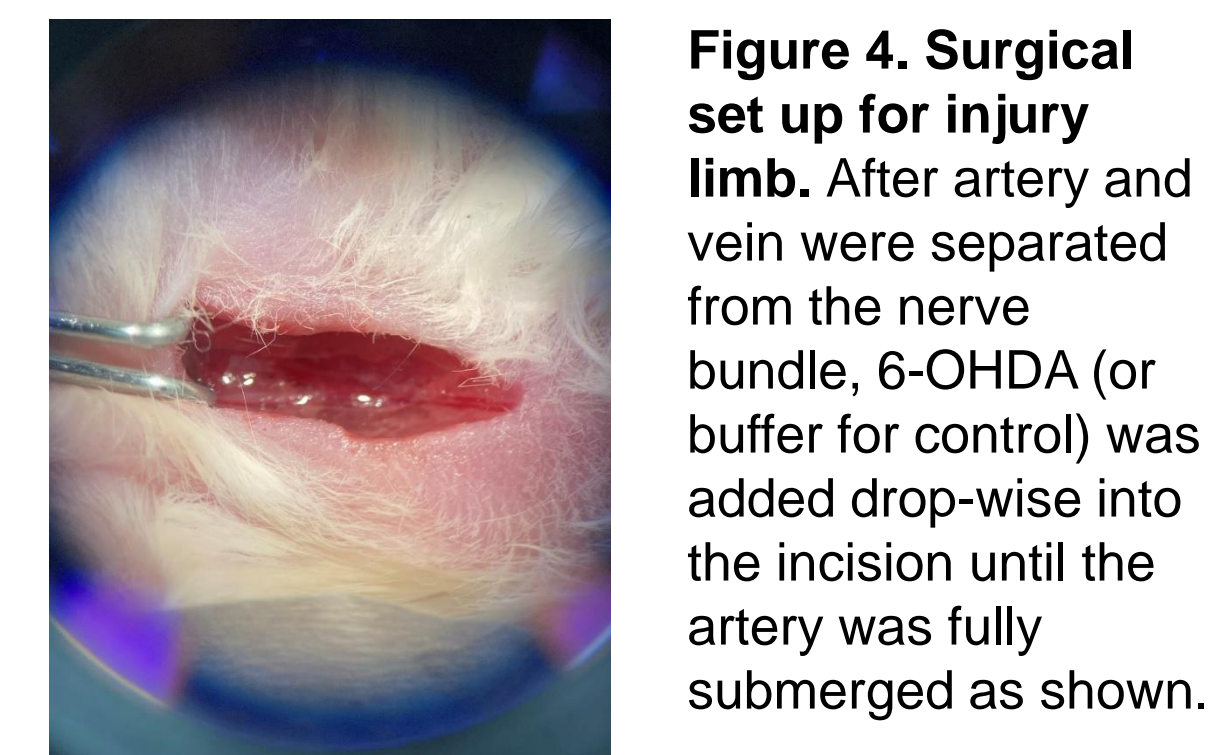 Figure 4. Surgical
set up for injury
limb. After artery and
vein were separated
from the nerve
bundle, 6-OHDA (or
buffer for control) was
added drop-wise into
the incision until the
artery was fully
submerged as shown.